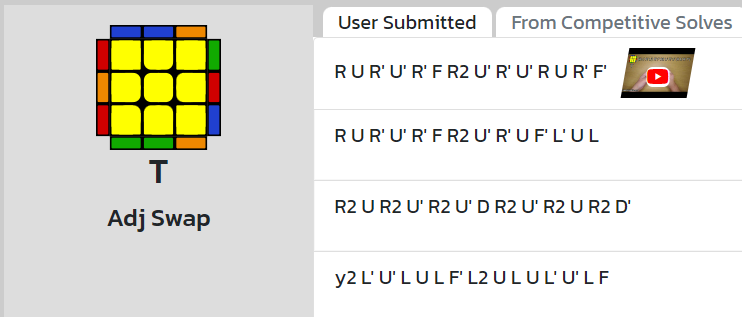 User Submitted
From Competitive Solves
R U R' U' R' F R2 U' R' U' R U R' F'
R U R' U' R' F R2 U' R' U F' L' U L
R2 U R2 U' R2 U' D R2 U' R2 U R2 D'
y2 L' U' L U L F' L2 U L U L' U' L F
T
Adj Swap